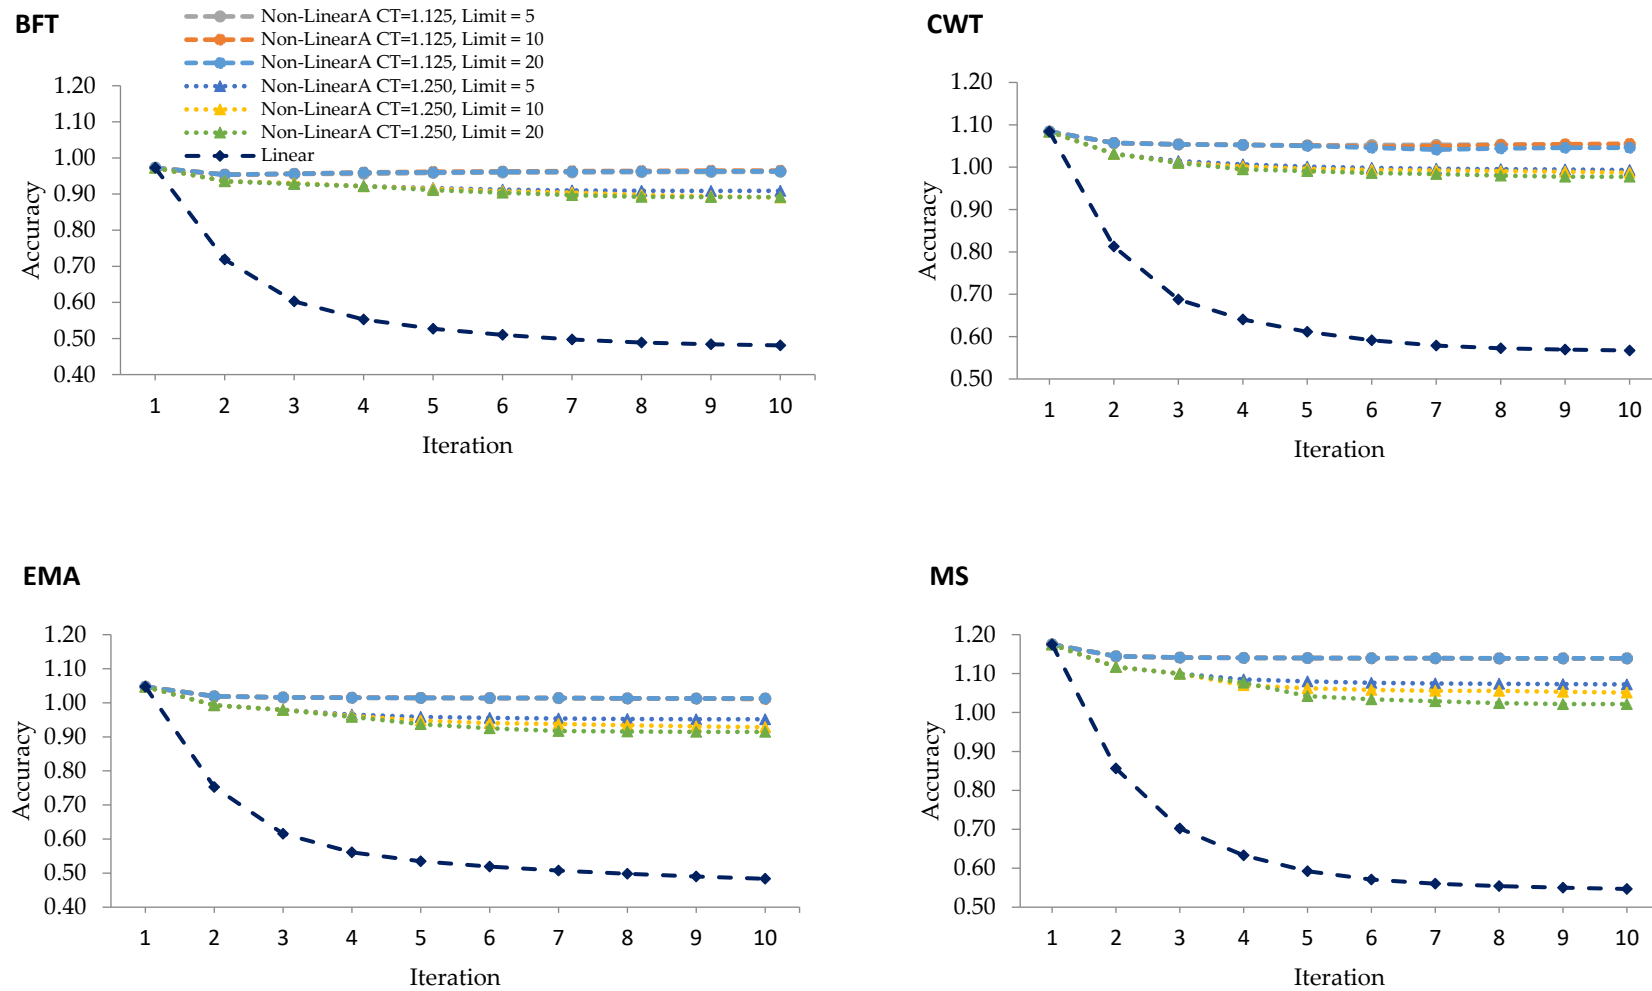 BFT
Non-LinearA CT=1.125, Limit = 5
Non-LinearA CT=1.125, Limit = 10
Non-LinearA CT=1.125, Limit = 20
Non-LinearA CT=1.250, Limit = 5
Non-LinearA CT=1.250, Limit = 10
Non-LinearA CT=1.250, Limit = 20
Linear
1.20
1.10
1.00
0.90
0.80
0.70
0.60
0.50
0.40
Accuracy
1 2 3 4 5 6 7 8 9 10
Iteration
CWT
1.20
1.10
1.00
0.90
0.80
0.70
0.60
0.50
Accuracy
1 2 3 4 5 6 7 8 9 10
Iteration
EMA
1.20
1.10
1.00
0.90
0.80
0.70
0.60
0.50
0.40
Accuracy
1 2 3 4 5 6 7 8 9 10
Iteration
MS
1.20
1.10
1.00
0.90
0.80
0.70
0.60
0.50
Accuracy
1 2 3 4 5 6 7 8 9 10
Iteration